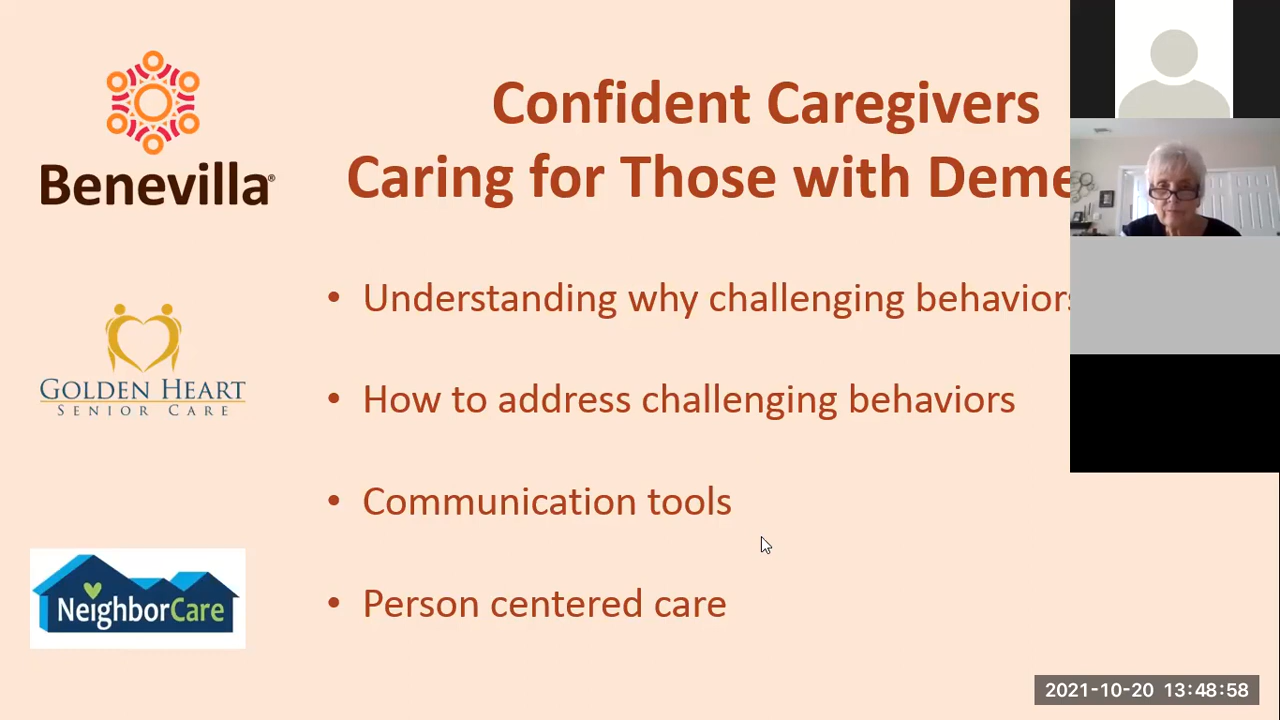 Benevilla®
Confident Caregivers
Caring for Those with Deme
• Understanding why challenging behaviors
GOLDEN HEART
SENIOR CARE
• How to address challenging behaviors
• Communication tools
NeighborCare
• Person centered care
2021-10-20 13:48:58